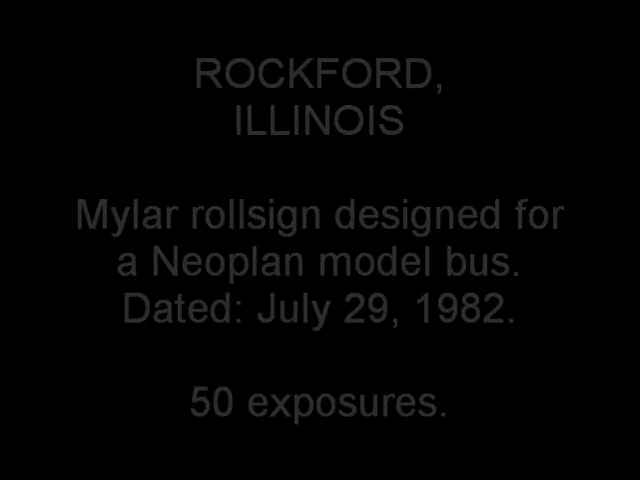 ROCKFORD,
ILLINOIS
Mylar rollsign designed for
a Neoplan model bus.
Dated: July 29, 1982.
50 exposures.